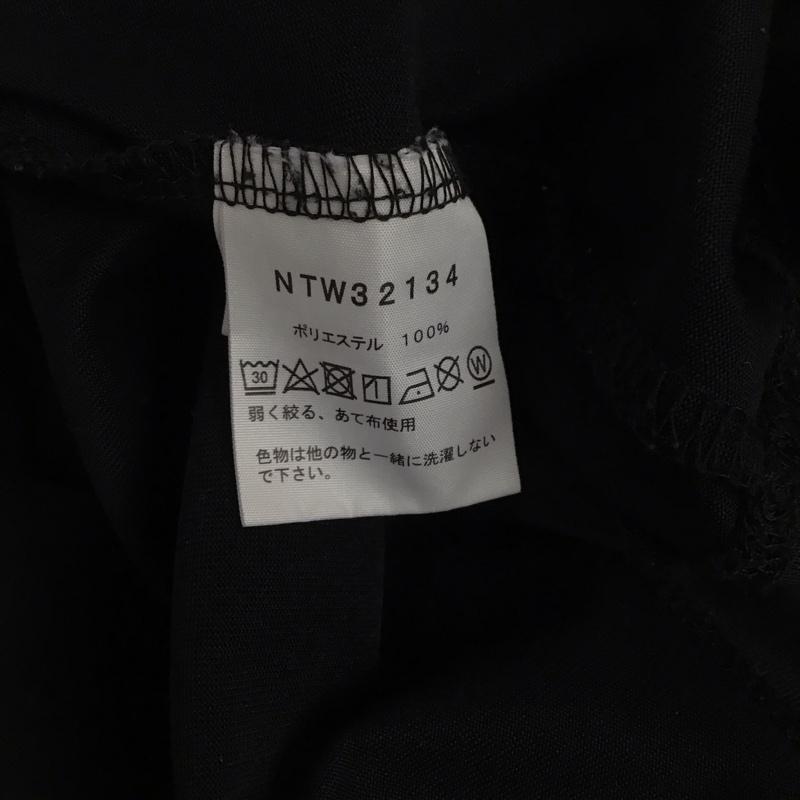 NTW32134
ポリエステル 100%
30 W
弱く絞る、あて布使用
色物は他の物と一緒に洗濯しない
で下さい。